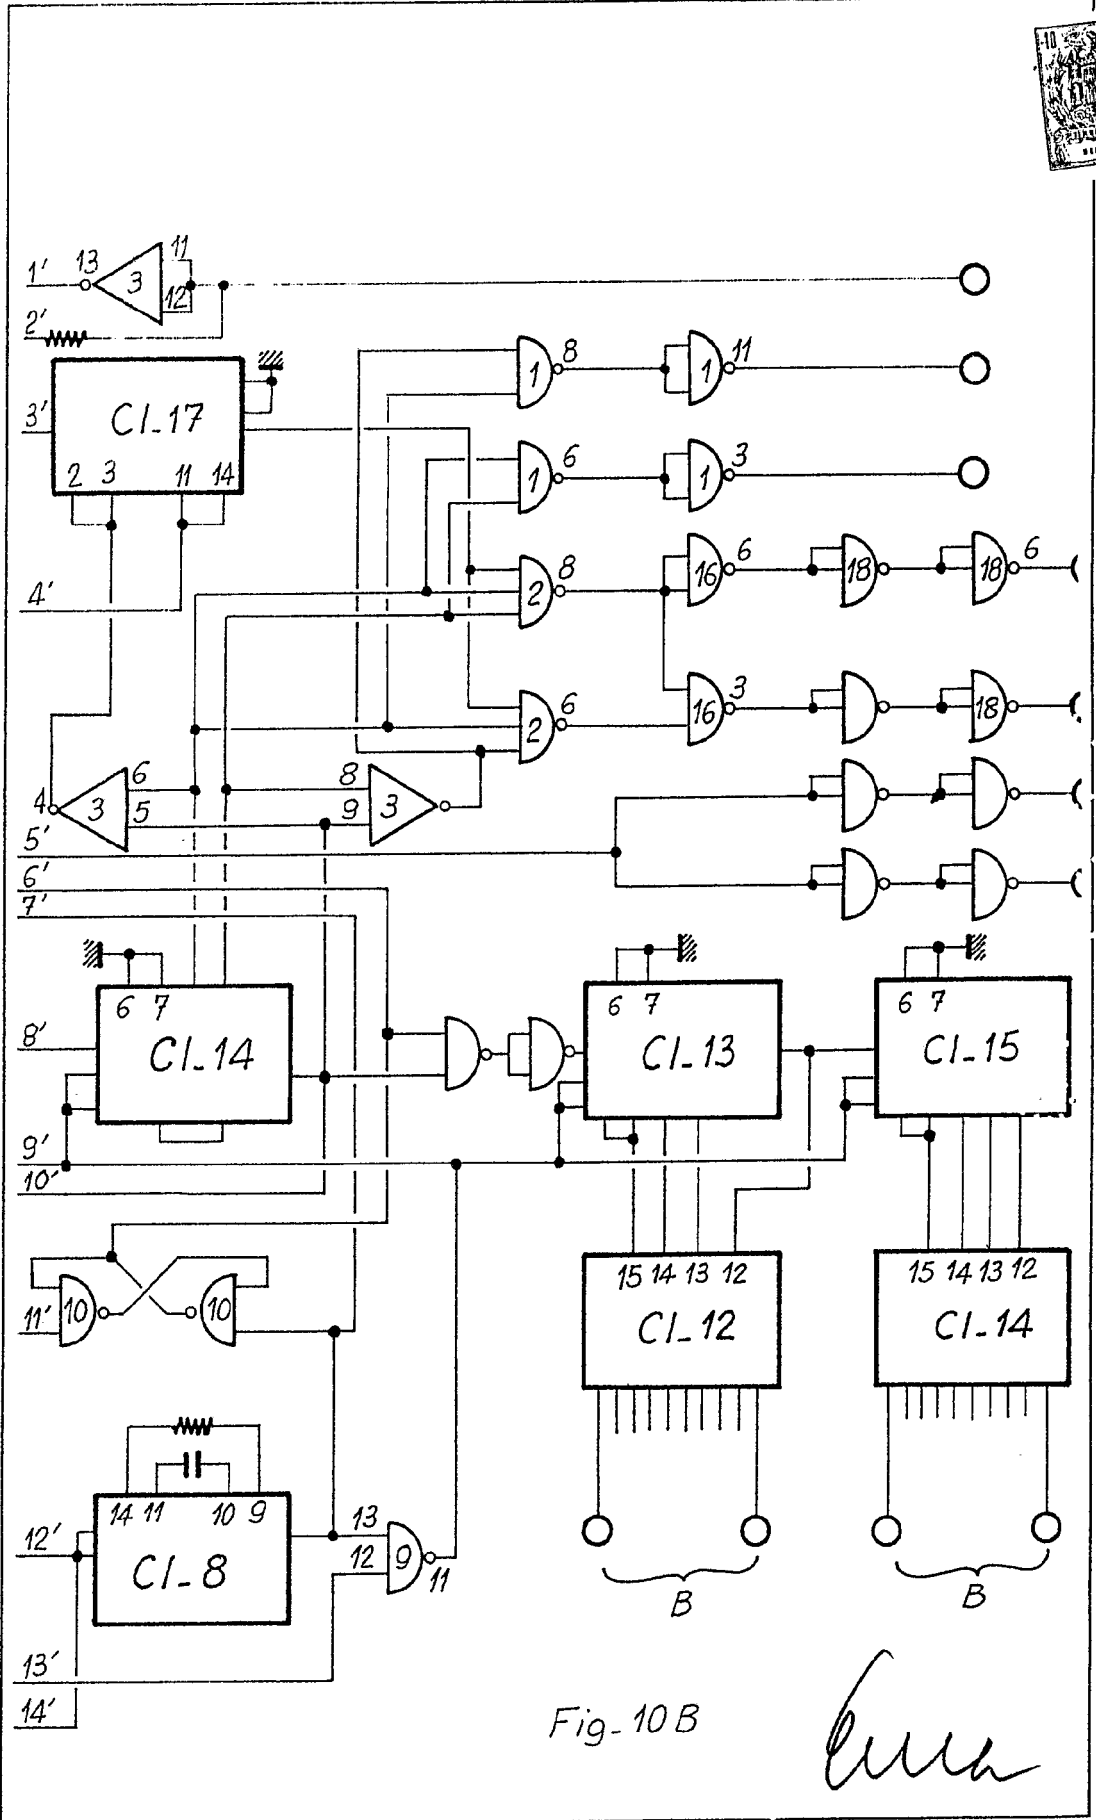 1' 13 3 11
12
2'
8 1 1 11
3' CI_17
2 3 11 14
6 1 1 3
4'
8 2 16 6 18 18 6
6 2 16 3 18
4 3 6 5 8 9 3
5'
6'
7'
6 7 6 7 6 7
8' CI_14 CI_13 CI_15
9'
10'
15 14 13 12 15 14 13 12
11' 10 10 CI_12 CI_14
14 11 10 9
12' CI_8 13 12 9 11
B B
13'
14'
Fig_10B